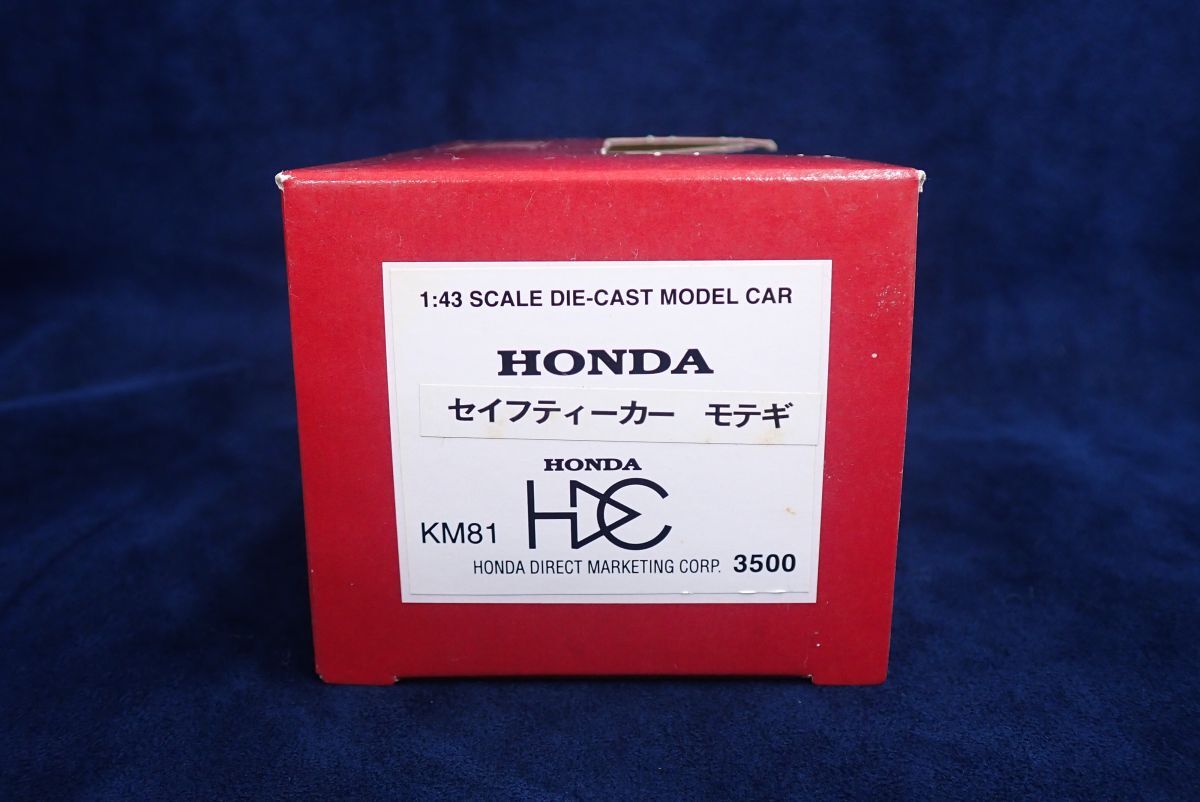 1:43 SCALE DIE-CAST MODEL CAR
HONDA
セイフティーカー モテギ
HONDA
HDC
KM81
HONDA DIRECT MARKETING CORP. 3500